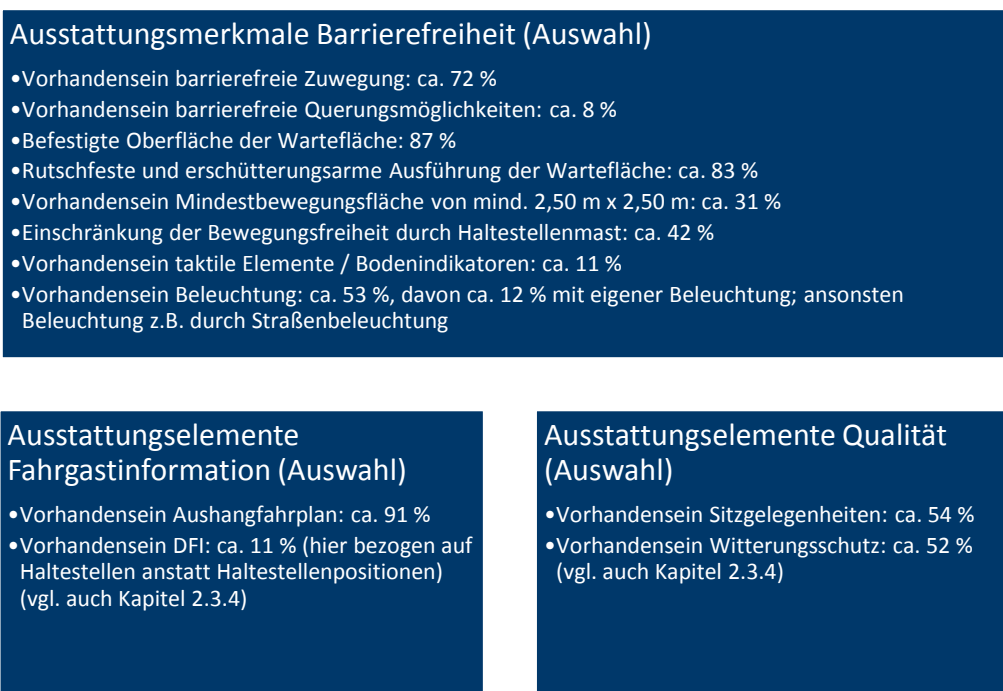 Ausstattungsmerkmale Barrierefreiheit (Auswahl)
•Vorhandensein barrierefreie Zuwegung: ca. 72 %
•Vorhandensein barrierefreie Querungsmöglichkeiten: ca. 8 %
•Befestigte Oberfläche der Wartefläche: 87 %
•Rutschfeste und erschütterungsarme Ausführung der Wartefläche: ca. 83 %
•Vorhandensein Mindestbewegungsfläche von mind. 2,50 m x 2,50 m: ca. 31 %
•Einschränkung der Bewegungsfreiheit durch Haltestellenmast: ca. 42 %
•Vorhandensein taktile Elemente / Bodenindikatoren: ca. 11 %
•Vorhandensein Beleuchtung: ca. 53 %, davon ca. 12 % mit eigener Beleuchtung; ansonsten
Beleuchtung z.B. durch Straßenbeleuchtung
Ausstattungselemente
Fahrgastinformation (Auswahl)
•Vorhandensein Aushangfahrplan: ca. 91 %
•Vorhandensein DFI: ca. 11 % (hier bezogen auf
Haltestellen anstatt Haltestellenpositionen)
(vgl. auch Kapitel 2.3.4)
Ausstattungselemente Qualität
(Auswahl)
•Vorhandensein Sitzgelegenheiten: ca. 54 %
•Vorhandensein Witterungsschutz: ca. 52 %
(vgl. auch Kapitel 2.3.4)